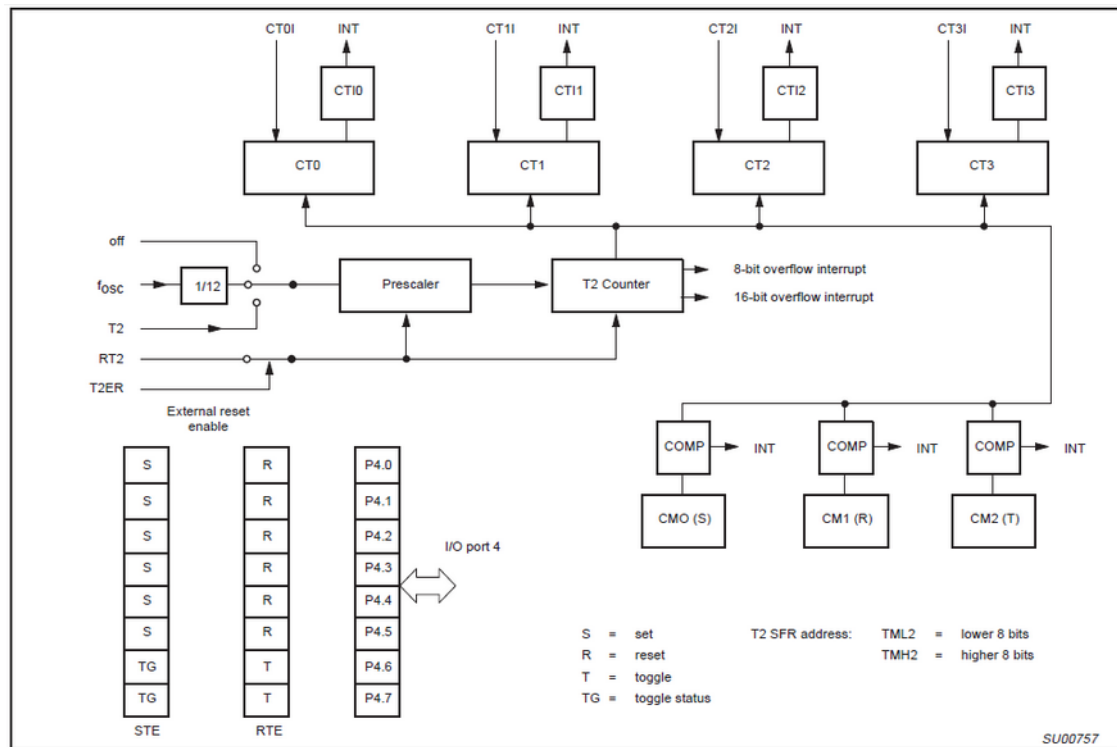 CT0I INT CT1I INT CT2I INT CT3I INT
CTI0 CTI1 CTI2 CTI3
CT0 CT1 CT2 CT3
off
fosc 1/12 Prescaler T2 Counter 8-bit overflow interrupt
16-bit overflow interrupt
T2
RT2
T2ER
External reset
enable
COMP INT COMP INT COMP INT
CMO (S) CM1 (R) CM2 (T)
S R P4.0
S R P4.1
S R P4.2
S R P4.3
I/O port 4
S R P4.4
S R P4.5
TG T P4.6
TG T P4.7
STE RTE
S = set T2 SFR address: TML2 = lower 8 bits
R = reset TMH2 = higher 8 bits
T = toggle
TG = toggle status
SU00757